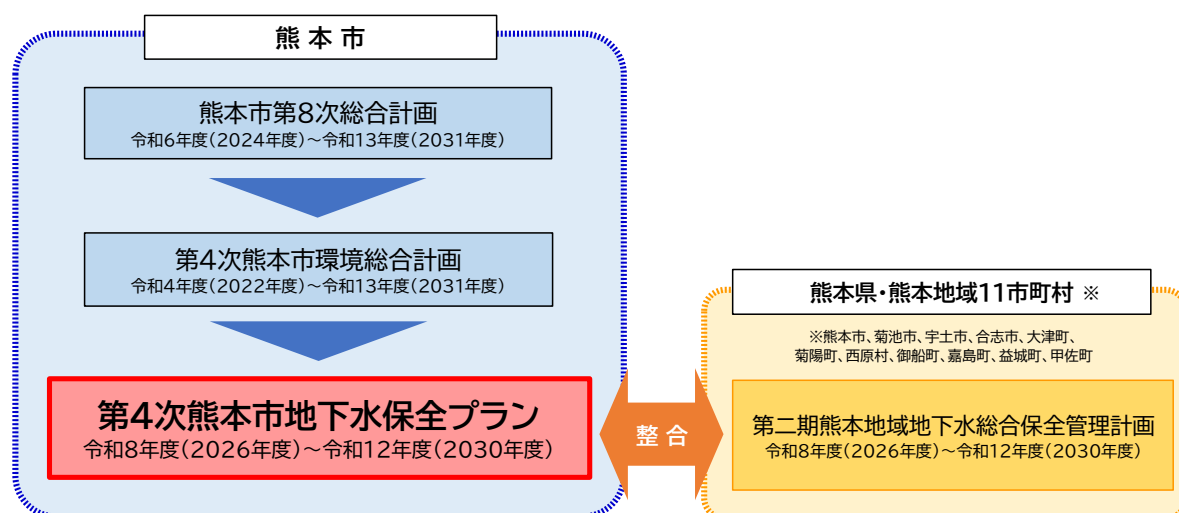 熊本市
熊本市第8次総合計画
令和6年度(2024年度)~令和13年度(2031年度)
第4次熊本市環境総合計画
令和4年度(2022年度)~令和13年度(2031年度)
第4次熊本市地下水保全プラン
令和8年度(2026年度)~令和12年度(2030年度)
整合
熊本県・熊本地域11市町村 ※
※熊本市、菊池市、宇土市、合志市、大津町、
菊陽町、西原村、御船町、嘉島町、益城町、甲佐町
第二期熊本地域地下水総合保全管理計画
令和8年度(2026年度)~令和12年度(2030年度)